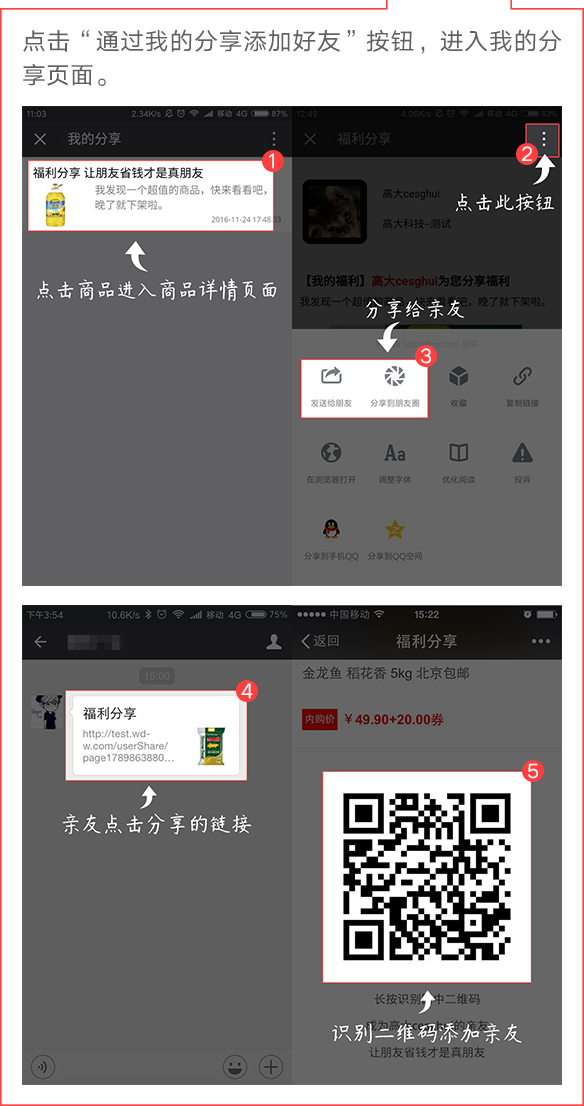 点击“通过我的分享添加好友”按钮，进入我的分
享页面。
11:03
2.34K/s 移动 4G 87%
我的分享
1
福利分享 让朋友省钱才是真朋友
我发现一个超值的商品，快来看看吧，
晚了就下架啦。
2016-11-24 17:48:33
点击商品进入商品详情页面
12:49
4.06K/s 移动 4G 83%
福利分享
2
点击此按钮
高大cesghui
高大科技--测试
【我的福利】高大cesghui为您分享福利
我发现一个超值的商品，快来看看吧，晚了就下架啦。
分享给亲友
3
发送给朋友
分享到朋友圈
收藏
复制链接
在浏览器打开
Aa
调整字体
优化阅读
投诉
分享到手机QQ
分享到QQ空间
下午3:54
10.6K/s 移动 4G 75%
15:00
4
福利分享
http://test.wd-
w.com/userShare/
page1789863880...
亲友点击分享的链接
中国移动
15:22
返回
福利分享
金龙鱼 稻花香 5kg 北京包邮
内购价
¥49.90+20.00券
5
长按识别图中二维码
识别二维码添加亲友
让朋友省钱才是真朋友